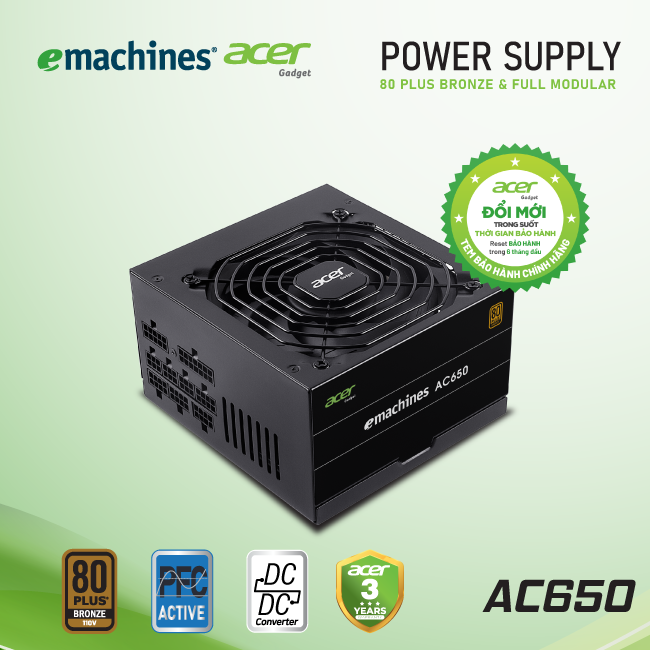 emachines® acer
Gadget
POWER SUPPLY
80 PLUS BRONZE & FULL MODULAR
acer
Gadget
ĐỔI MỚI
TRONG SUỐT
THỜI GIAN BẢO HÀNH
Reset BẢO HÀNH
trong 6 tháng đầu
TEM BẢO HÀNH CHÍNH HÃNG
acer
Gadget
80
acer
Gadget
emachines AC650
80
PLUS
BRONZE
110V
PFC
ACTIVE
DC
DC
Converter
acer
3
YEARS
AC650